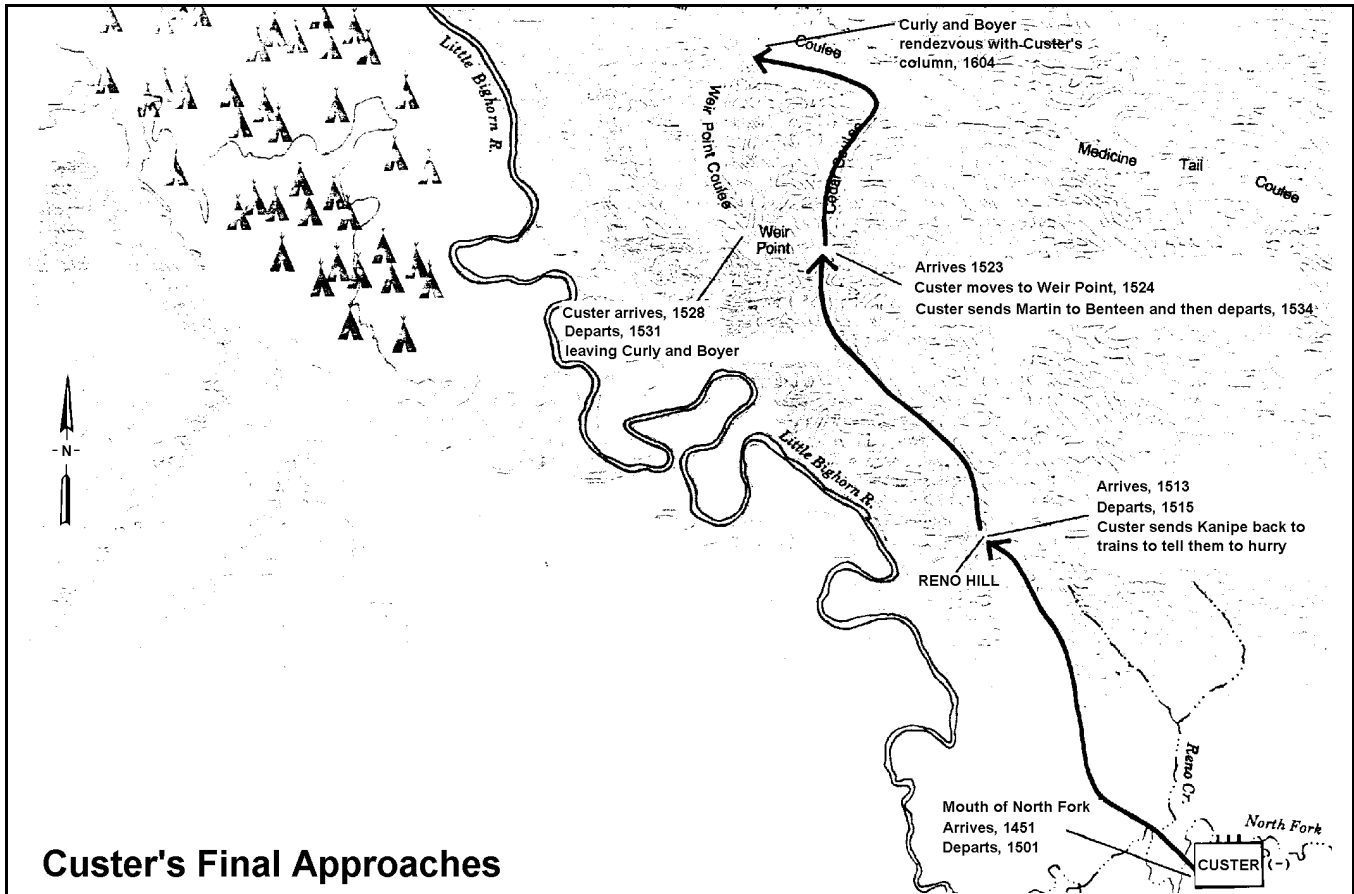 Curly and Boyer
rendezvous with Custer's
column, 1604
Coulee
Little Bighorn R.
Weir Point Coulee
Cedar Coulee
Medicine Tail Coulee
Weir
Point
Arrives 1523
Custer moves to Weir Point, 1524
Custer sends Martin to Benteen and then departs, 1534
Custer arrives, 1528
Departs, 1531
leaving Curly and Boyer
-N-
Little Bighorn R.
Arrives, 1513
Departs, 1515
Custer sends Kanipe back to
trains to tell them to hurry
RENO HILL
Reno Cr.
Mouth of North Fork
Arrives, 1451
Departs, 1501
North Fork
CUSTER (-)
Custer's Final Approaches